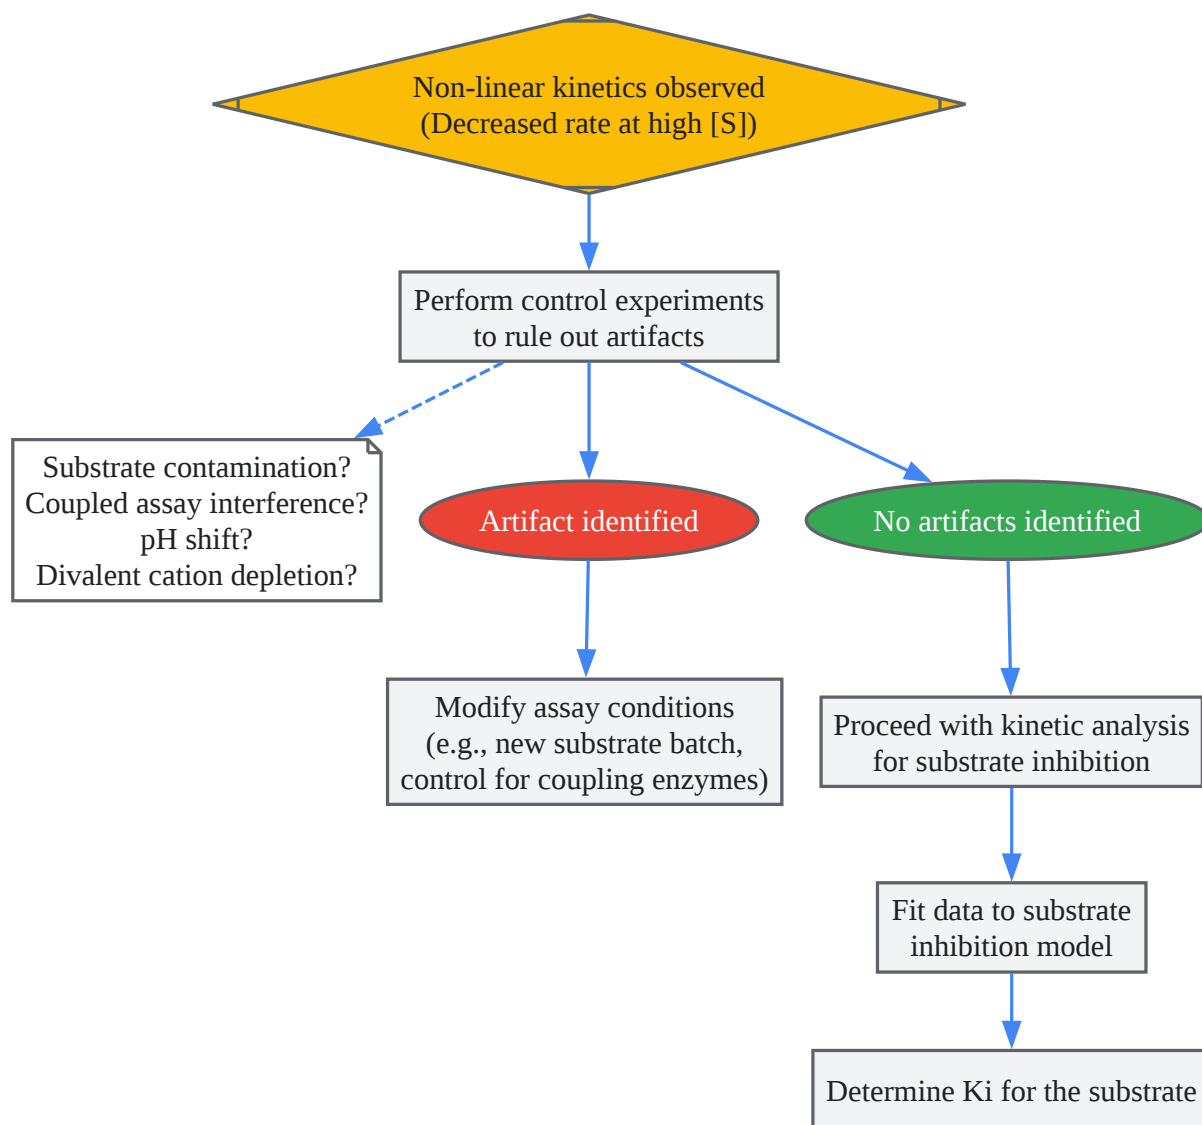 Non-linear kinetics observed
(Decreased rate at high [S])
Perform control experiments
to rule out artifacts
Substrate contamination?
Coupled assay interference?
pH shift?
Divalent cation depletion?
Artifact identified
No artifacts identified
Modify assay conditions
(e.g., new substrate batch,
control for coupling enzymes)
Proceed with kinetic analysis
for substrate inhibition
Fit data to substrate
inhibition model
Determine Ki for the substrate